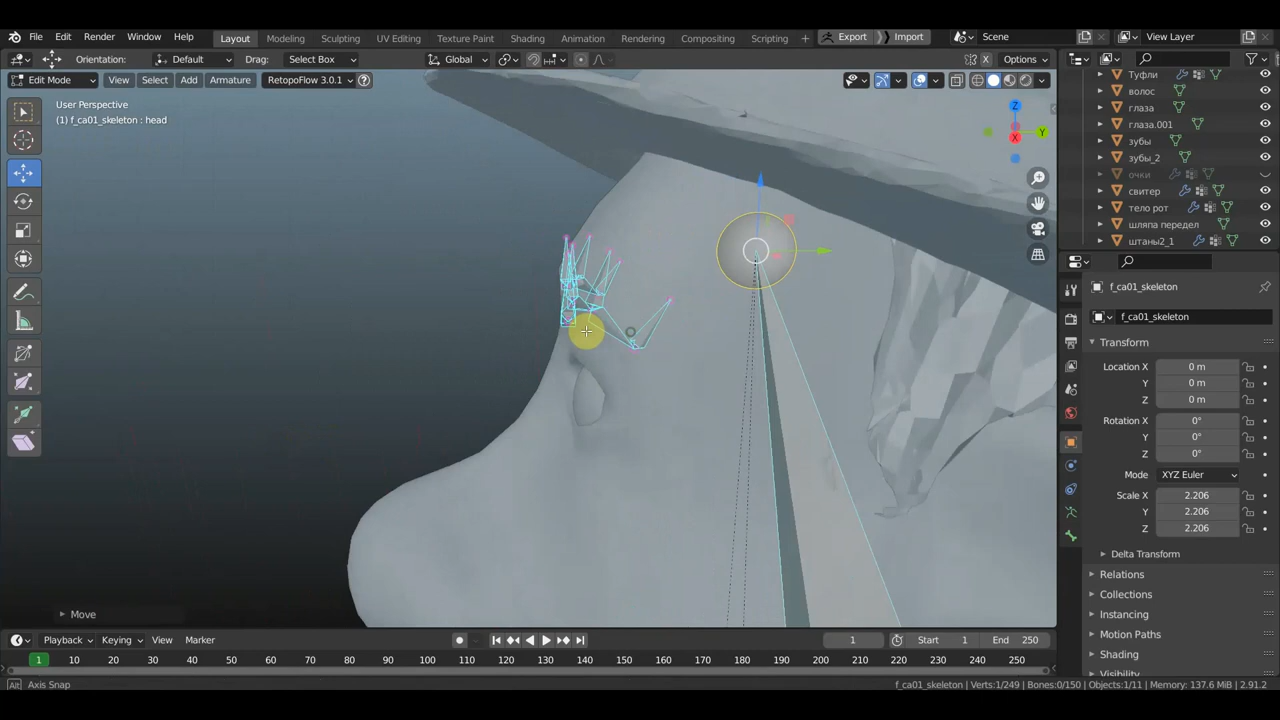 File Edit Render Window Help Layout Modeling Sculpting UV Editing Texture Paint Shading Animation Rendering Compositing Scripting + Export Import Scene View Layer
Orientation: Default Drag: Select Box Global X Options
Edit Mode View Select Add Armature RetopoFlow 3.0.1 ?
User Perspective
(1) f_ca01_skeleton : head
Z
Y
X
Туфли
волос
глаза
глаза.001
зубы
зубы_2
очки
свитер
тело рот
шляпа передел
штаны2_1
f_ca01_skeleton
f_ca01_skeleton
Transform
Location X 0 m
Y 0 m
Z 0 m
Rotation X 0°
Y 0°
Z 0°
Mode XYZ Euler
Scale X 2.206
Y 2.206
Z 2.206
Delta Transform
Relations
Collections
Instancing
Motion Paths
Shading
Visibility
Move
Playback Keying View Marker 1 Start 1 End 250
1 10 20 30 40 50 60 70 80 90 100 110 120 130 140 150 160 170 180 190 200 210 220 230 240 250
Alt Axis Snap f_ca01_skeleton | Verts:1/249 | Bones:0/150 | Objects:1/11 | Memory: 137.6 MiB | 2.91.2